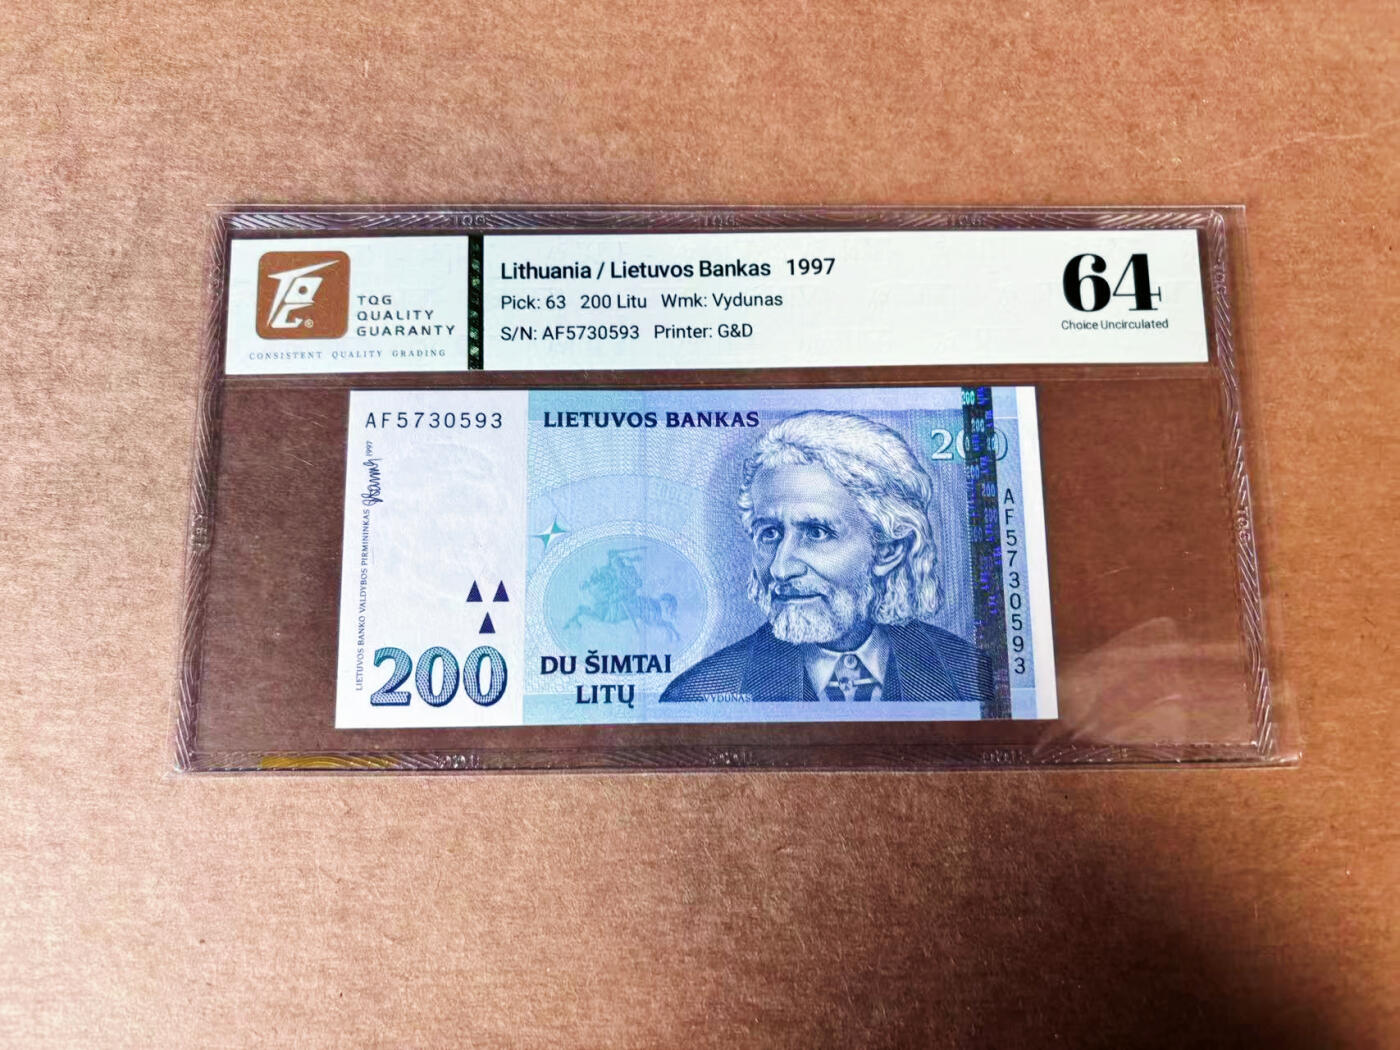 TQG
QUALITY
GUARANTY
CONSISTENT QUALITY GRADING
Lithuania / Lietuvos Bankas 1997
Pick: 63 200 Litu Wmk: Vydunas
S/N: AF5730593 Printer: G&D
64
Choice Uncirculated
AF5730593
LIETUVOS BANKAS
200
LIETUVOS BANKO VALDYBOS PIRMININKAS
1997
AF5730593
200
DU ŠIMTAI
LITŲ
VYDŪNAS